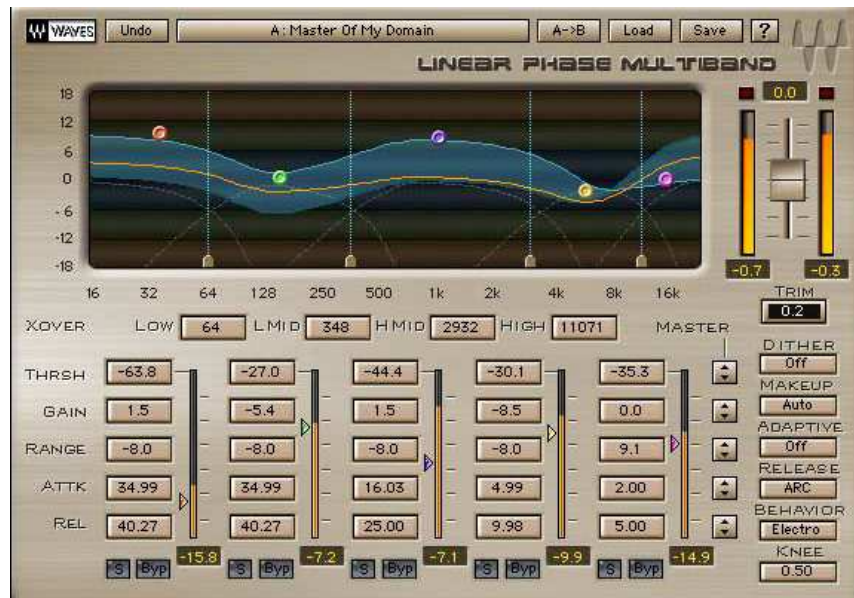 WAVES Undo A: Master Of My Domain A->B Load Save ?
LINEAR PHASE MULTIBAND
18
12
6
0
-6
-12
-18
0.0
-0.7 -0.3
16 32 64 128 250 500 1k 2k 4k 8k 16k
TRIM
0.2
XOVER LOW 64 LMID 348 HMID 2932 HIGH 11071 MASTER
THRSH -63.8 -27.0 -44.4 -30.1 -35.3
GAIN 1.5 -5.4 1.5 -8.5 0.0
RANGE -8.0 -8.0 -8.0 -8.0 9.1
ATTK 34.99 34.99 16.03 4.99 2.00
REL 40.27 40.27 25.00 9.98 5.00
-15.8 -7.2 -7.1 -9.9 -14.9
S Byp S Byp S Byp S Byp S Byp
DITHER
Off
MAKEUP
Auto
ADAPTIVE
Off
RELEASE
ARC
BEHAVIOR
Electro
KNEE
0.50